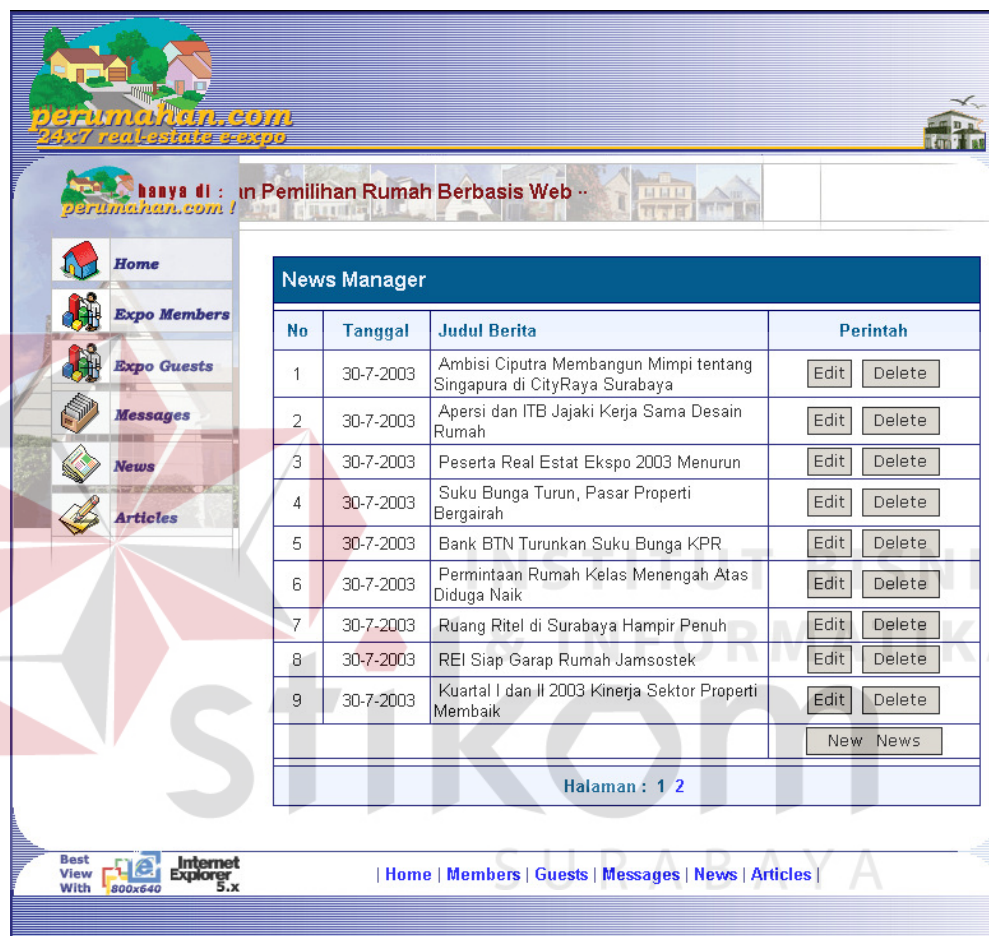 perumahan.com
24x7 real-estate e-expo
hanya di :
perumahan.com !
an Pemilihan Rumah Berbasis Web ··
Home
Expo Members
Expo Guests
Messages
News
Articles
News Manager
No Tanggal Judul Berita Perintah
1 30-7-2003 Ambisi Ciputra Membangun Mimpi tentang
Singapura di CityRaya Surabaya Edit Delete
2 30-7-2003 Apersi dan ITB Jajaki Kerja Sama Desain
Rumah Edit Delete
3 30-7-2003 Peserta Real Estat Ekspo 2003 Menurun Edit Delete
4 30-7-2003 Suku Bunga Turun, Pasar Properti
Bergairah Edit Delete
5 30-7-2003 Bank BTN Turunkan Suku Bunga KPR Edit Delete
6 30-7-2003 Permintaan Rumah Kelas Menengah Atas
Diduga Naik Edit Delete
7 30-7-2003 Ruang Ritel di Surabaya Hampir Penuh Edit Delete
8 30-7-2003 REI Siap Garap Rumah Jamsostek Edit Delete
9 30-7-2003 Kuartal I dan II 2003 Kinerja Sektor Properti
Membaik Edit Delete
New News
Halaman : 1 2
INSTITUT BISNI
& INFORMATIKA
stikom
SURABAYA
Best
View
With
800x640
Internet
Explorer
5.x
| Home | Members | Guests | Messages | News | Articles |